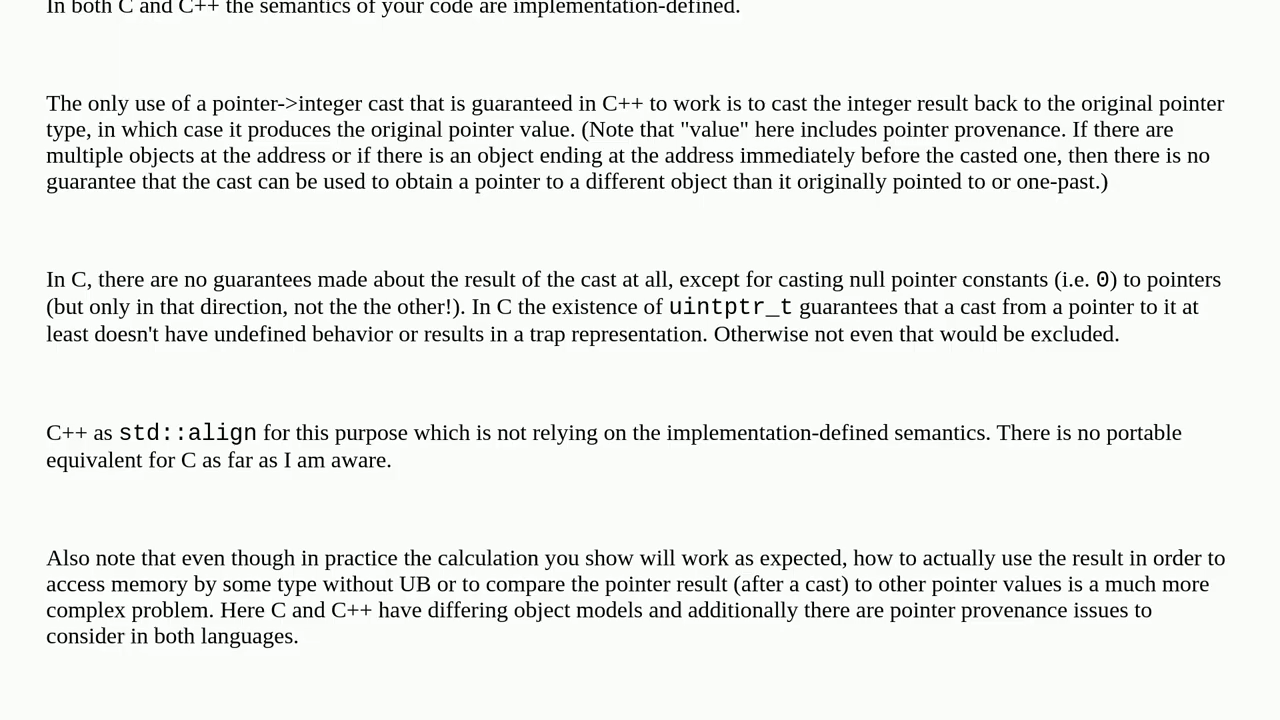 In both C and C++ the semantics of your code are implementation-defined.
The only use of a pointer->integer cast that is guaranteed in C++ to work is to cast the integer result back to the original pointer
type, in which case it produces the original pointer value. (Note that "value" here includes pointer provenance. If there are
multiple objects at the address or if there is an object ending at the address immediately before the casted one, then there is no
guarantee that the cast can be used to obtain a pointer to a different object than it originally pointed to or one-past.)
In C, there are no guarantees made about the result of the cast at all, except for casting null pointer constants (i.e. 0) to pointers
(but only in that direction, not the the other!). In C the existence of uintptr_t guarantees that a cast from a pointer to it at
least doesn't have undefined behavior or results in a trap representation. Otherwise not even that would be excluded.
C++ as std::align for this purpose which is not relying on the implementation-defined semantics. There is no portable
equivalent for C as far as I am aware.
Also note that even though in practice the calculation you show will work as expected, how to actually use the result in order to
access memory by some type without UB or to compare the pointer result (after a cast) to other pointer values is a much more
complex problem. Here C and C++ have differing object models and additionally there are pointer provenance issues to
consider in both languages.